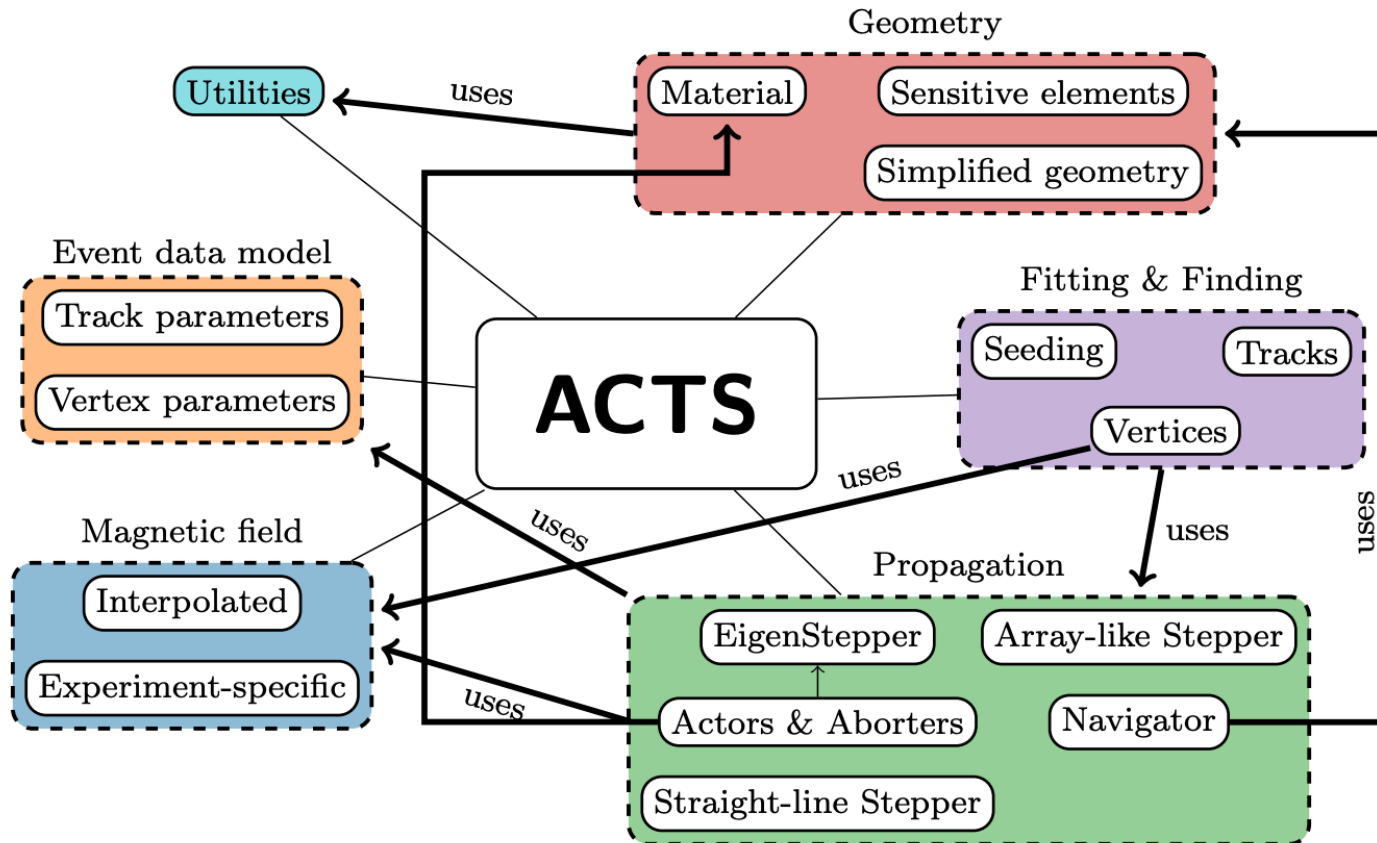 Geometry
Utilities
uses
Material
Sensitive elements
Simplified geometry
Event data model
Track parameters
Vertex parameters
ACTS
Fitting & Finding
Seeding
Tracks
Vertices
uses
uses
uses
uses
Magnetic field
Interpolated
Experiment-specific
uses
Propagation
EigenStepper
Array-like Stepper
Actors & Aborters
Navigator
Straight-line Stepper